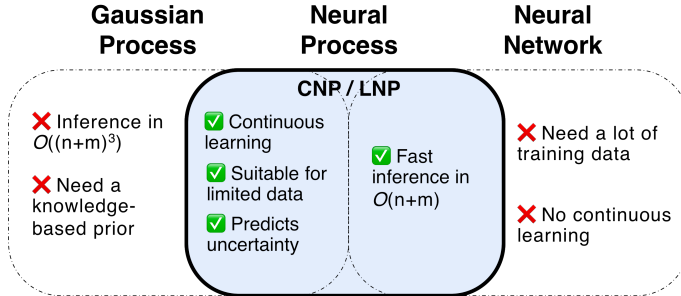 Gaussian
Process
Neural
Process
Neural
Network
CNP / LNP
❌ Inference in
O((n+m)³)
❌ Need a
knowledge-
based prior
✅ Continuous
learning
✅ Suitable for
limited data
✅ Predicts
uncertainty
✅ Fast
inference in
O(n+m)
❌ Need a lot of
training data
❌ No continuous
learning